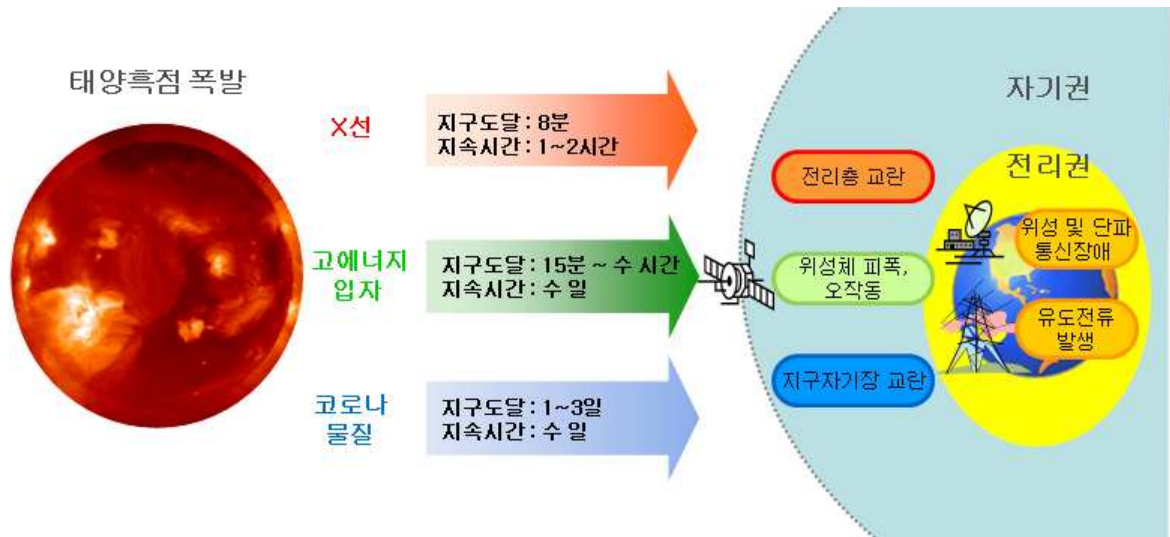 태양흑점 폭발
X선
지구도달 : 8분
지속시간 : 1~2시간
고에너지
입자
지구도달 : 15분 ~ 수 시간
지속시간 : 수 일
코로나
물질
지구도달 : 1~3일
지속시간 : 수 일
자기권
전리권
전리층 교란
위성체 피폭,
오작동
지구자기장 교란
위성 및 단파
통신장애
유도전류
발생